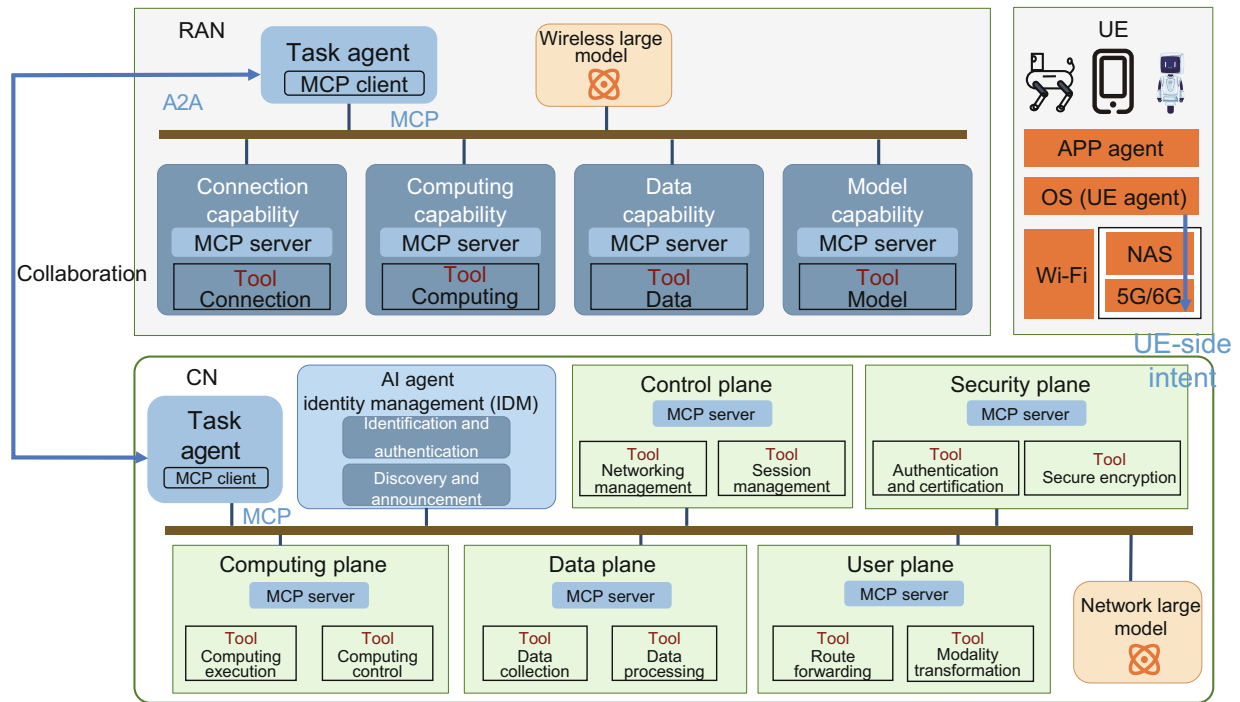 RAN
Task agent
MCP client
Wireless large
model
A2A
MCP
Connection
capability
MCP server
Tool
Connection
Computing
capability
MCP server
Tool
Computing
Data
capability
MCP server
Tool
Data
Model
capability
MCP server
Tool
Model
Collaboration
UE
APP agent
OS (UE agent)
Wi-Fi
NAS
5G/6G
UE-side
intent
CN
Task
agent
MCP client
MCP
AI agent
identity management (IDM)
Identification and
authentication
Discovery and
announcement
Control plane
MCP server
Tool
Networking
management
Tool
Session
management
Security plane
MCP server
Tool
Authentication
and certification
Tool
Secure encryption
Computing plane
MCP server
Tool
Computing
execution
Tool
Computing
control
Data plane
MCP server
Tool
Data
collection
Tool
Data
processing
User plane
MCP server
Tool
Route
forwarding
Tool
Modality
transformation
Network large
model